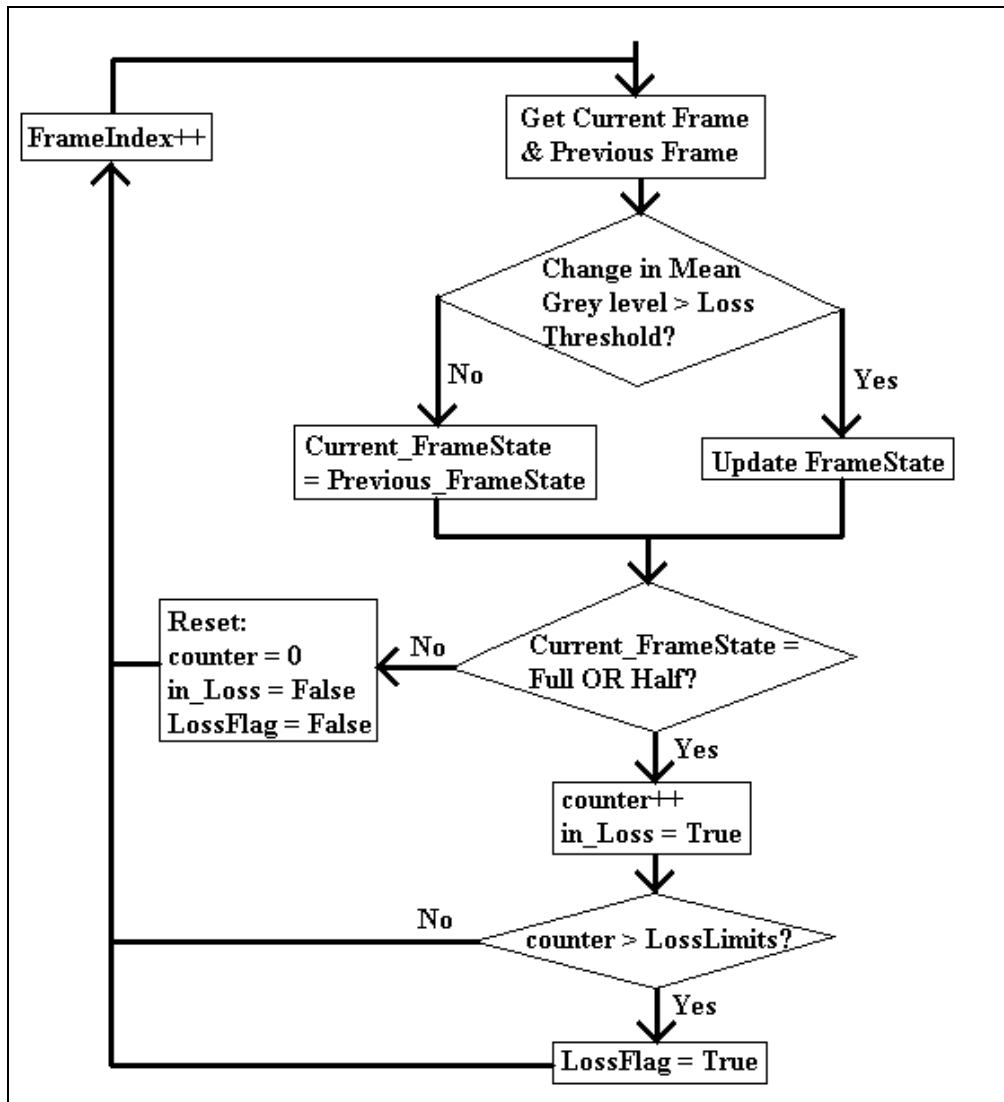 FrameIndex++
Get Current Frame
& Previous Frame
Change in Mean
Grey level > Loss
Threshold?
No
Yes
Current_FrameState
= Previous_FrameState
Update FrameState
Reset:
counter = 0
in_Loss = False
LossFlag = False
No
Current_FrameState =
Full OR Half?
Yes
counter++
in_Loss = True
No
counter > LossLimits?
Yes
LossFlag = True